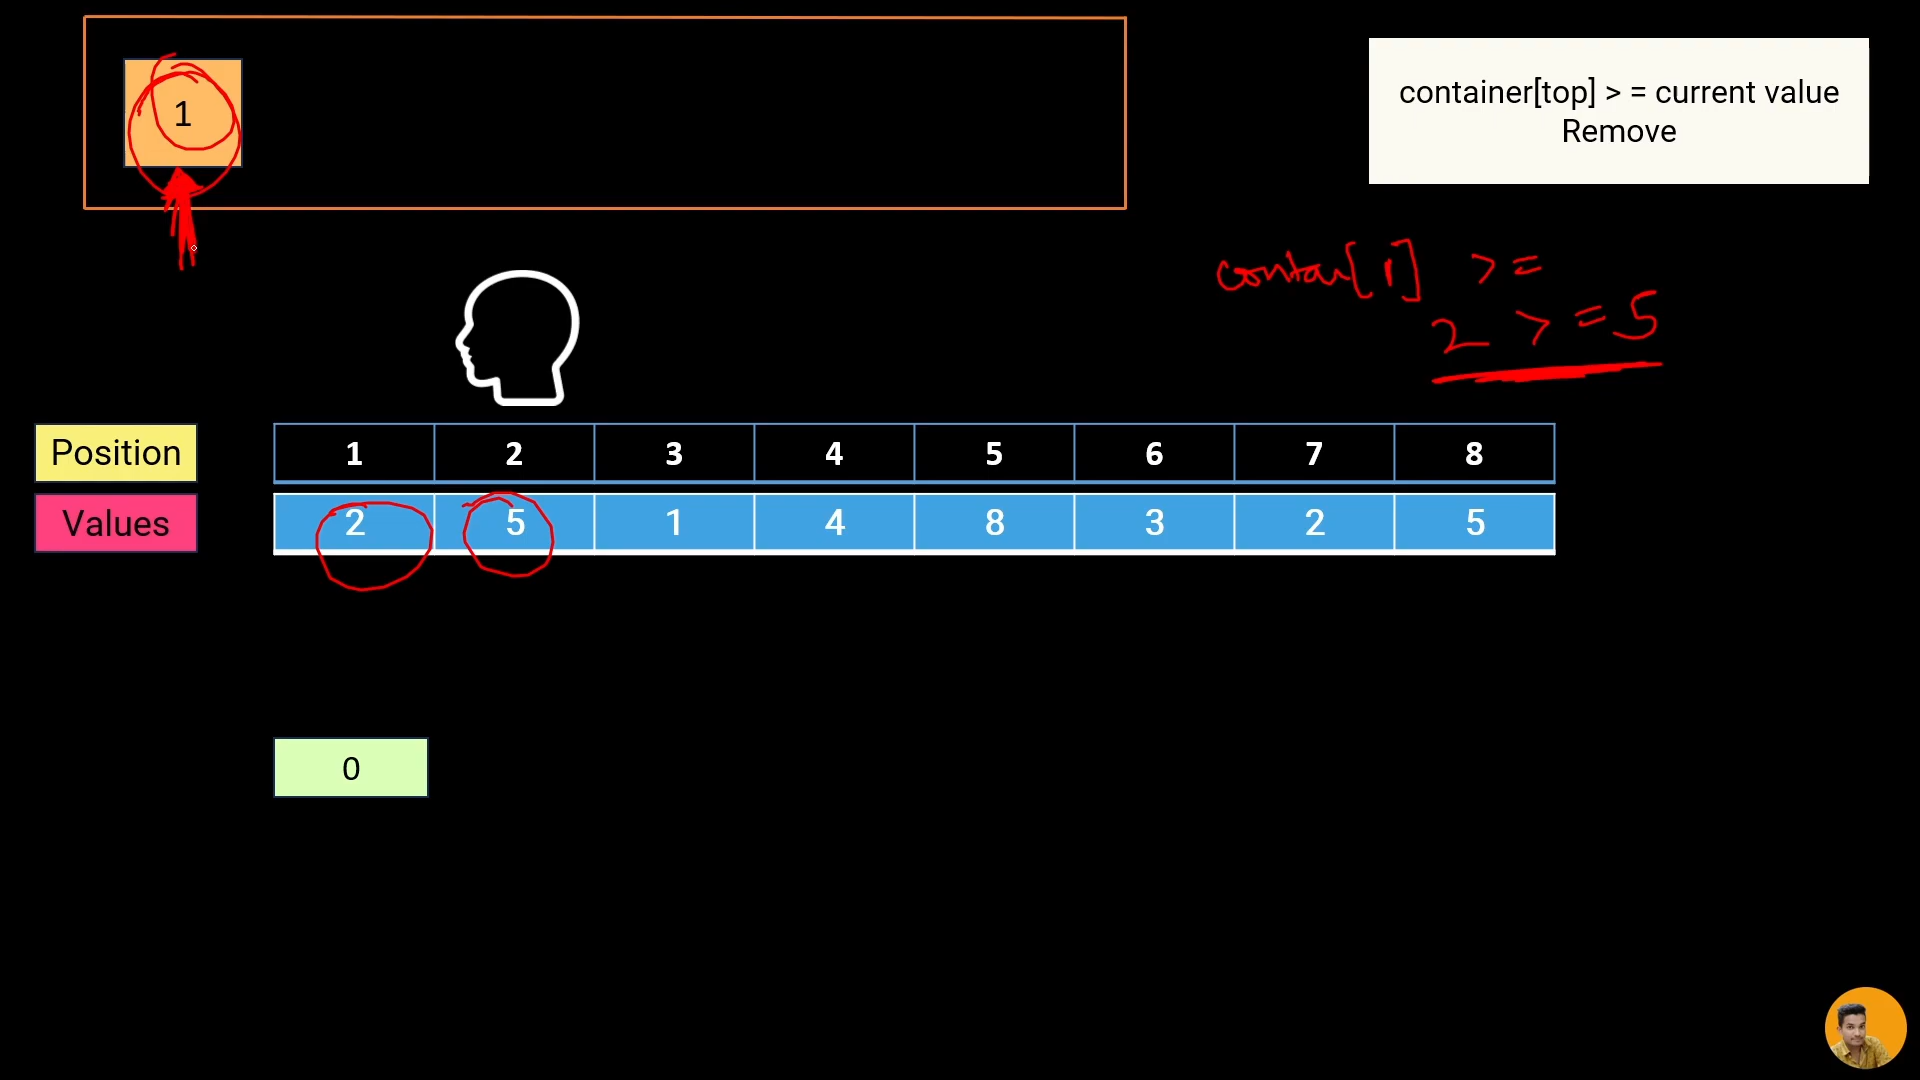 1
container[top] > = current value
Remove
contan[1] >=
2 >= 5
Position 1 2 3 4 5 6 7 8
Values 2 5 1 4 8 3 2 5
0